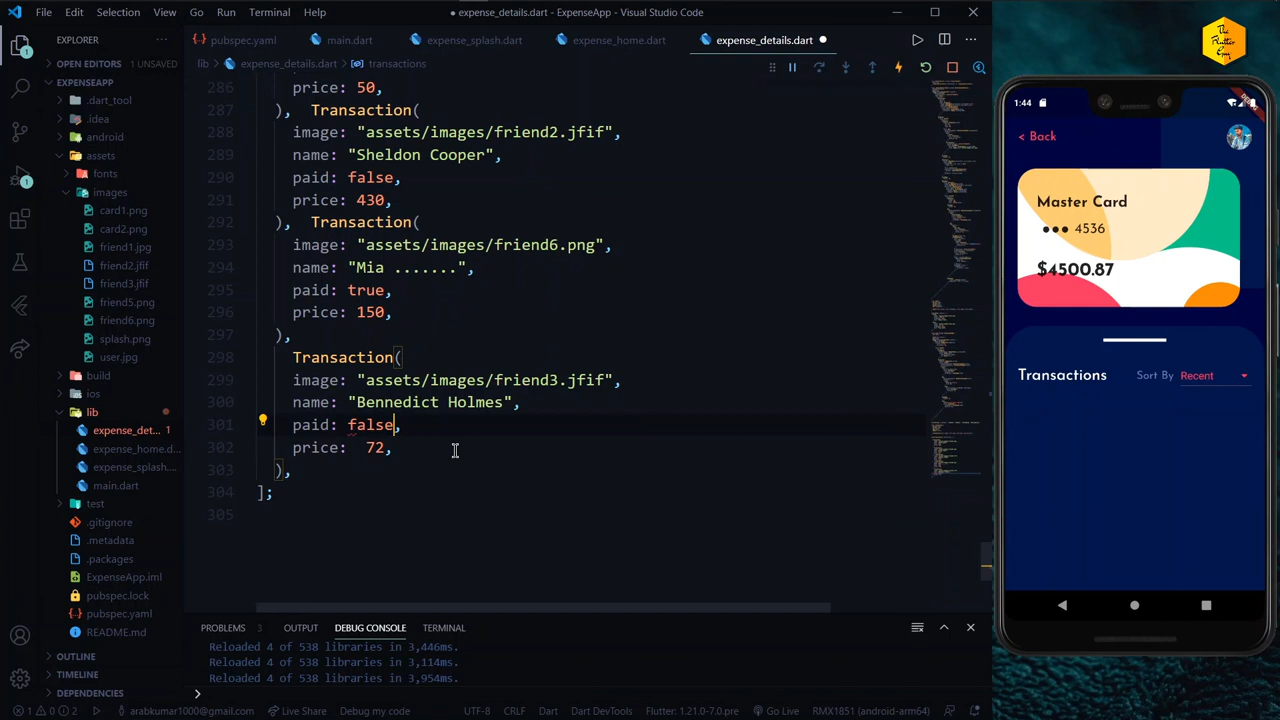 File Edit Selection View Go Run Terminal Help
● expense_details.dart - ExpenseApp - Visual Studio Code
EXPLORER
OPEN EDITORS 1 UNSAVED
EXPENSEAPP
.dart_tool
.idea
android
assets
fonts
images
card1.png
card2.png
friend1.jpg
friend2.jfif
friend3.jfif
friend5.png
friend6.png
splash.png
user.jpg
build
ios
lib
expense_det... 1
expense_home.d...
expense_splash....
main.dart
test
.gitignore
.metadata
.packages
ExpenseApp.iml
pubspec.lock
pubspec.yaml
README.md
OUTLINE
TIMELINE
DEPENDENCIES
pubspec.yaml main.dart expense_splash.dart expense_home.dart expense_details.dart
lib > expense_details.dart > transactions
286 price: 50,
287 ), Transaction(
288 image: "assets/images/friend2.jfif",
289 name: "Sheldon Cooper",
290 paid: false,
291 price: 430,
292 ), Transaction(
293 image: "assets/images/friend6.png",
294 name: "Mia .......",
295 paid: true,
296 price: 150,
297 ),
298 Transaction(
299 image: "assets/images/friend3.jfif",
300 name: "Bennedict Holmes",
301 paid: false,
302 price: 72,
303 ),
304 ];
305
PROBLEMS 3 OUTPUT DEBUG CONSOLE TERMINAL
Reloaded 4 of 538 libraries in 3,446ms.
Reloaded 4 of 538 libraries in 3,114ms.
Reloaded 4 of 538 libraries in 3,954ms.
1 0 2 arabkumar1000@gmail.com Live Share Debug my code UTF-8 CRLF Dart Dart DevTools Flutter: 1.21.0-7.0.pre Go Live RMX1851 (android-arm64)
The
Flutter
Guy
1:44
< Back
Master Card
●●● 4536
$4500.87
Transactions Sort By Recent